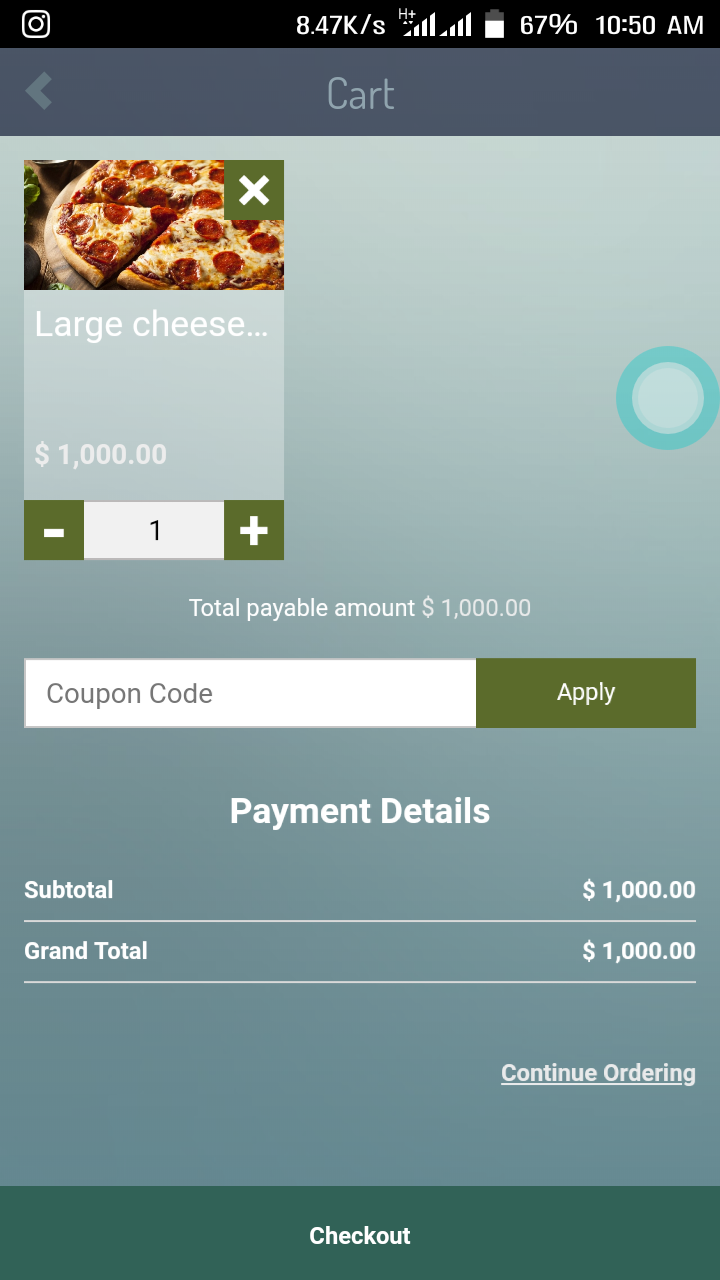 8.47K/s H+ 67% 10:50 AM
Cart
Large cheese...
$ 1,000.00
- 1 +
Total payable amount $ 1,000.00
Coupon Code Apply
Payment Details
Subtotal $ 1,000.00
Grand Total $ 1,000.00
Continue Ordering
Checkout